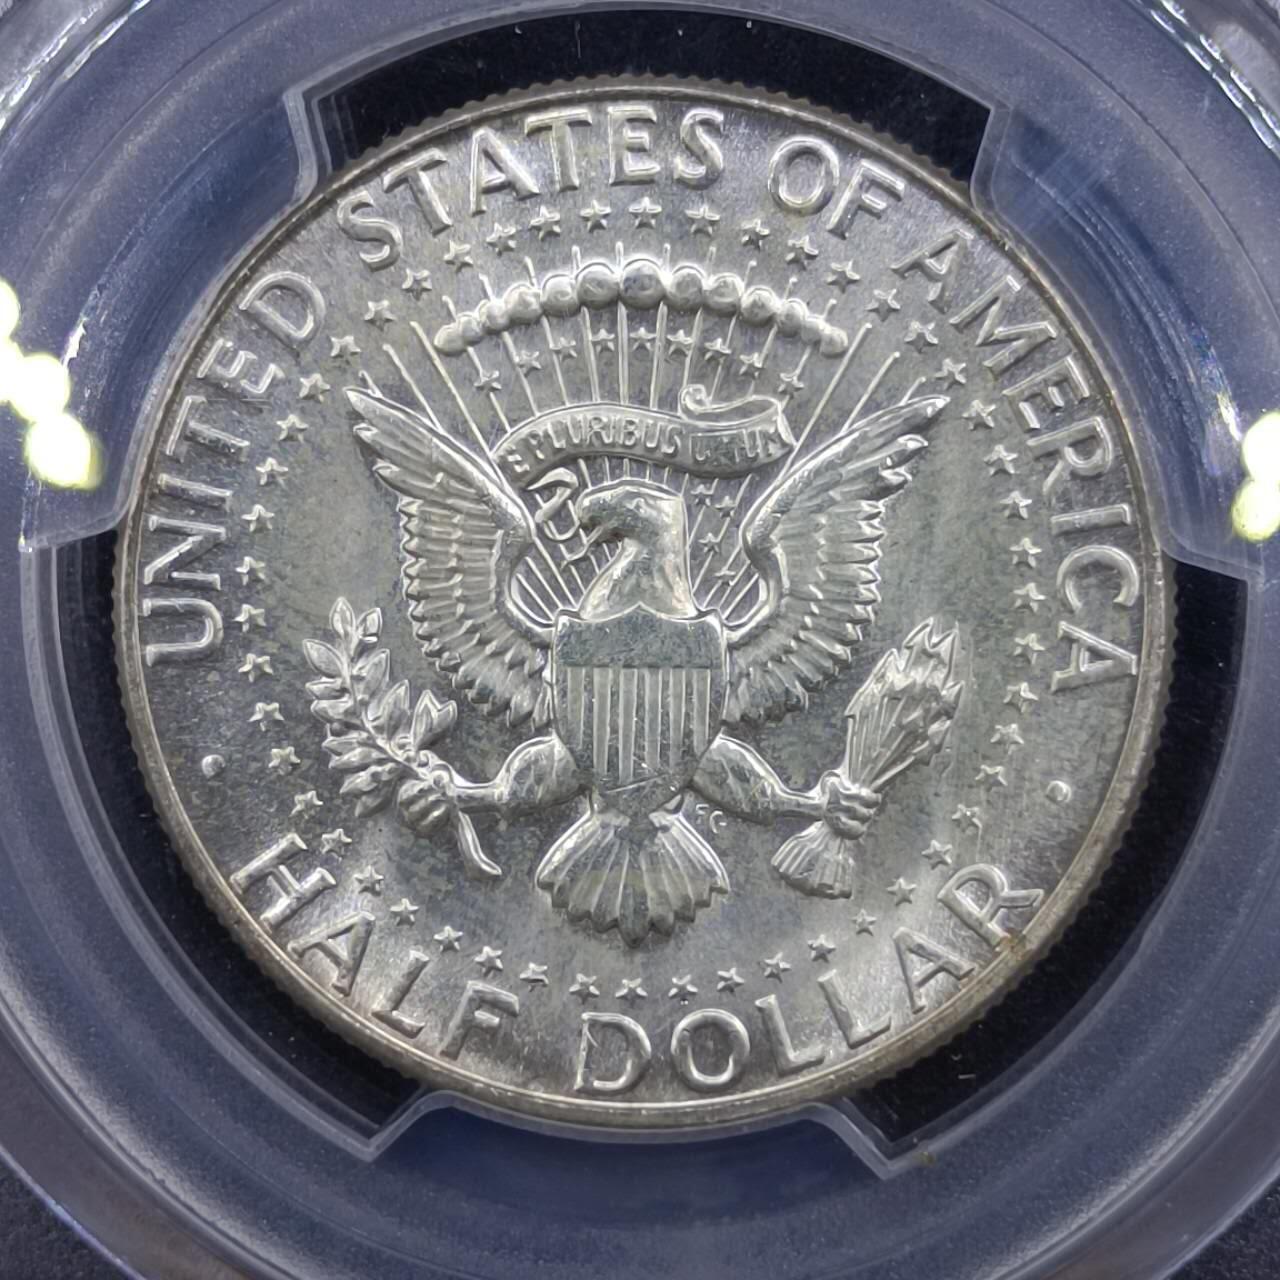 UNITED STATES OF AMERICA
E PLURIBUS UNUM
FG
HALF DOLLAR